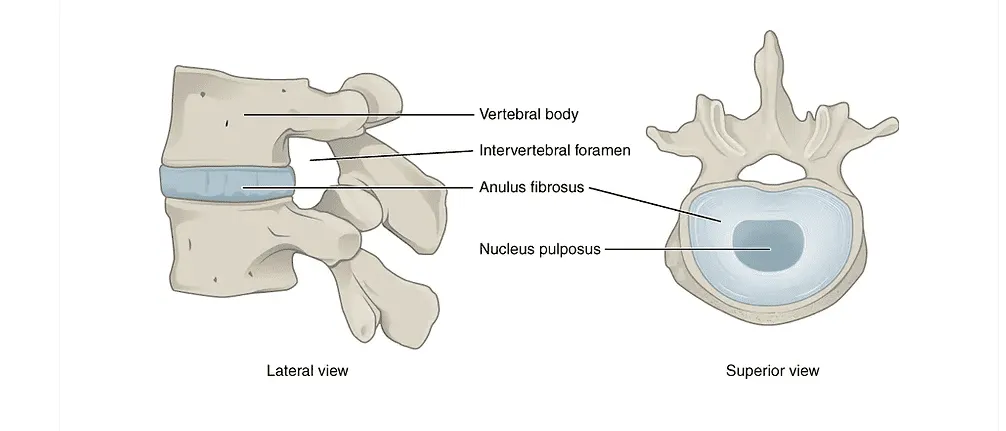 Vertebral body
Intervertebral foramen
Anulus fibrosus
Nucleus pulposus
Lateral view
Superior view